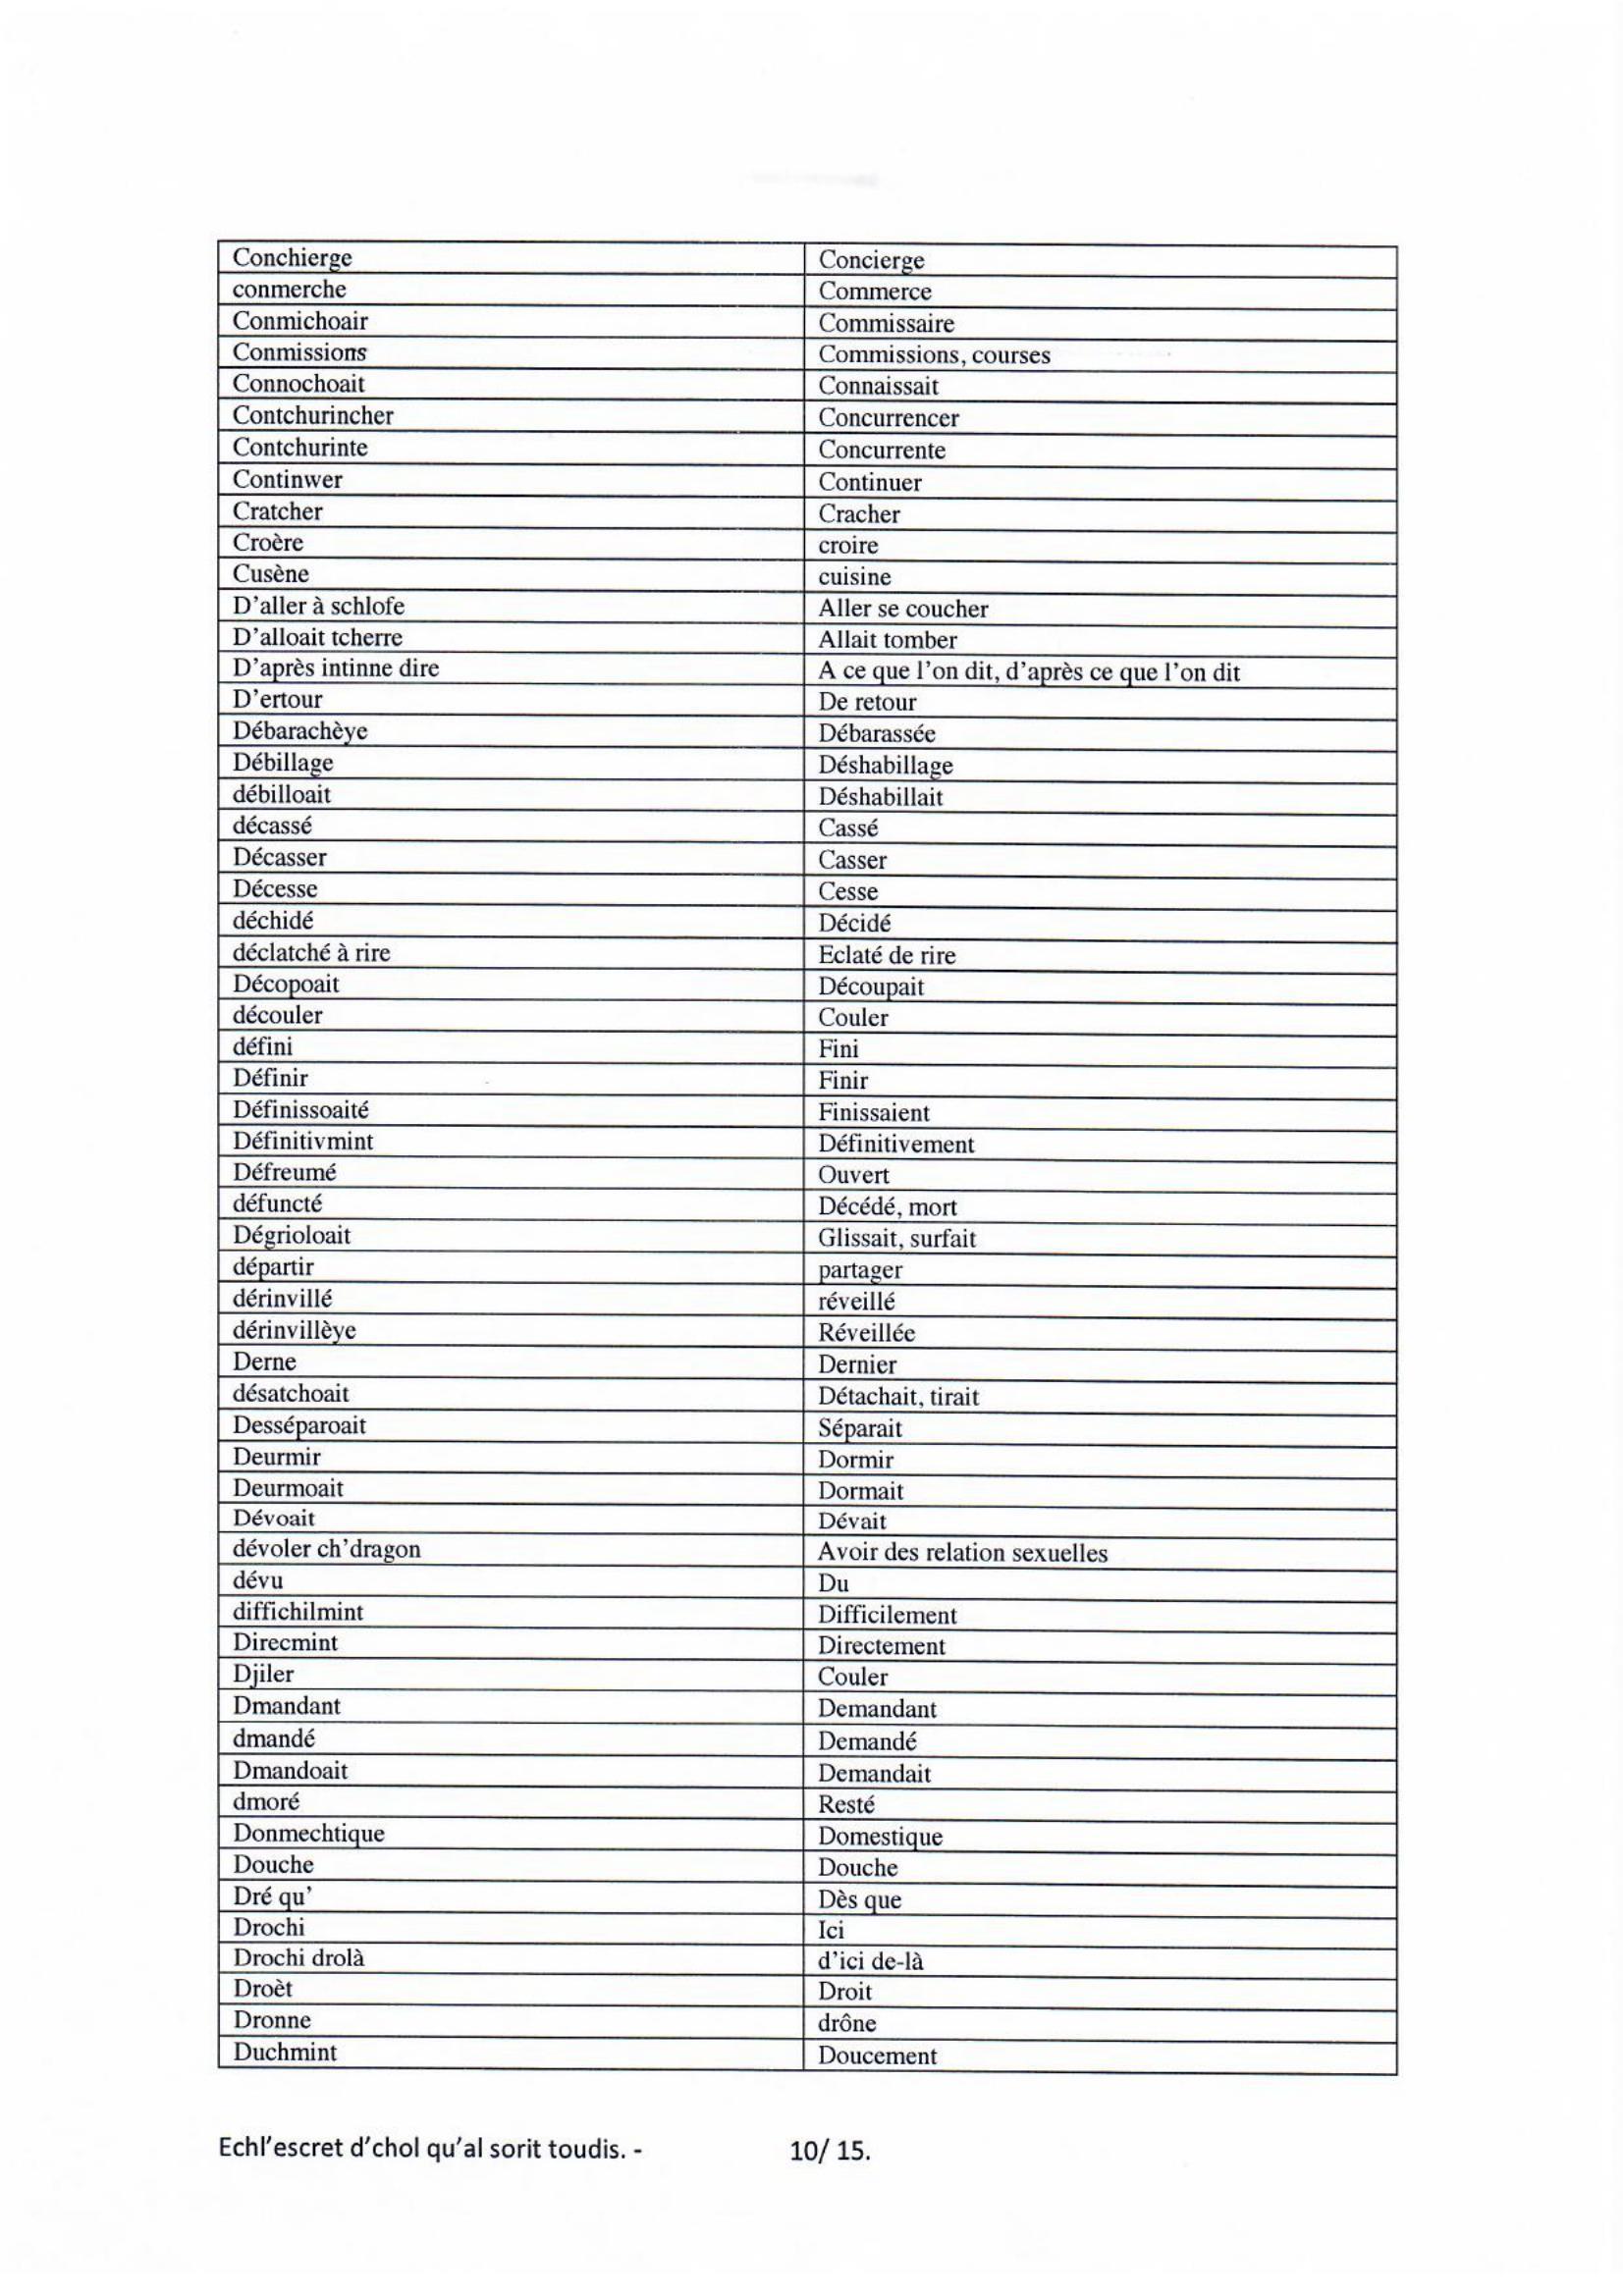 Conchierge Concierge
conmerche Commerce
Conmichoair Commissaire
Conmissions Commissions, courses
Connochoait Connaissait
Contchurincher Concurrencer
Contchurinte Concurrente
Continwer Continuer
Cratcher Cracher
Croère croire
Cusène cuisine
D'aller à schlofe Aller se coucher
D'alloait tcherre Allait tomber
D'après intinne dire A ce que l'on dit, d'après ce que l'on dit
D'ertour De retour
Débarachèye Débarassée
Débillage Déshabillage
débilloait Déshabillait
décassé Cassé
Décasser Casser
Décesse Cesse
déchidé Décidé
déclatché à rire Eclaté de rire
Décopoait Découpait
découler Couler
défini Fini
Définir Finir
Définissoaité Finissaient
Définitivmint Définitivement
Défreumé Ouvert
défuncté Décédé, mort
Dégrioloait Glissait, surfait
départir partager
dérinvillé réveillé
dérinvillèye Réveillée
Derne Dernier
désatchoait Détachait, tirait
Desséparoait Séparait
Deurmir Dormir
Deurmoait Dormait
Dévoait Dévait
dévoler ch'dragon Avoir des relation sexuelles
dévu Du
diffichilmint Difficilement
Direcmint Directement
Djiler Couler
Dmandant Demandant
dmandé Demandé
Dmandoait Demandait
dmoré Resté
Donmechtique Domestique
Douche Douche
Dré qu' Dès que
Drochi Ici
Drochi drolà d'ici de-là
Droèt Droit
Dronne drône
Duchmint Doucement
Echl'escret d'chol qu'al sorit toudis. - 10/ 15.